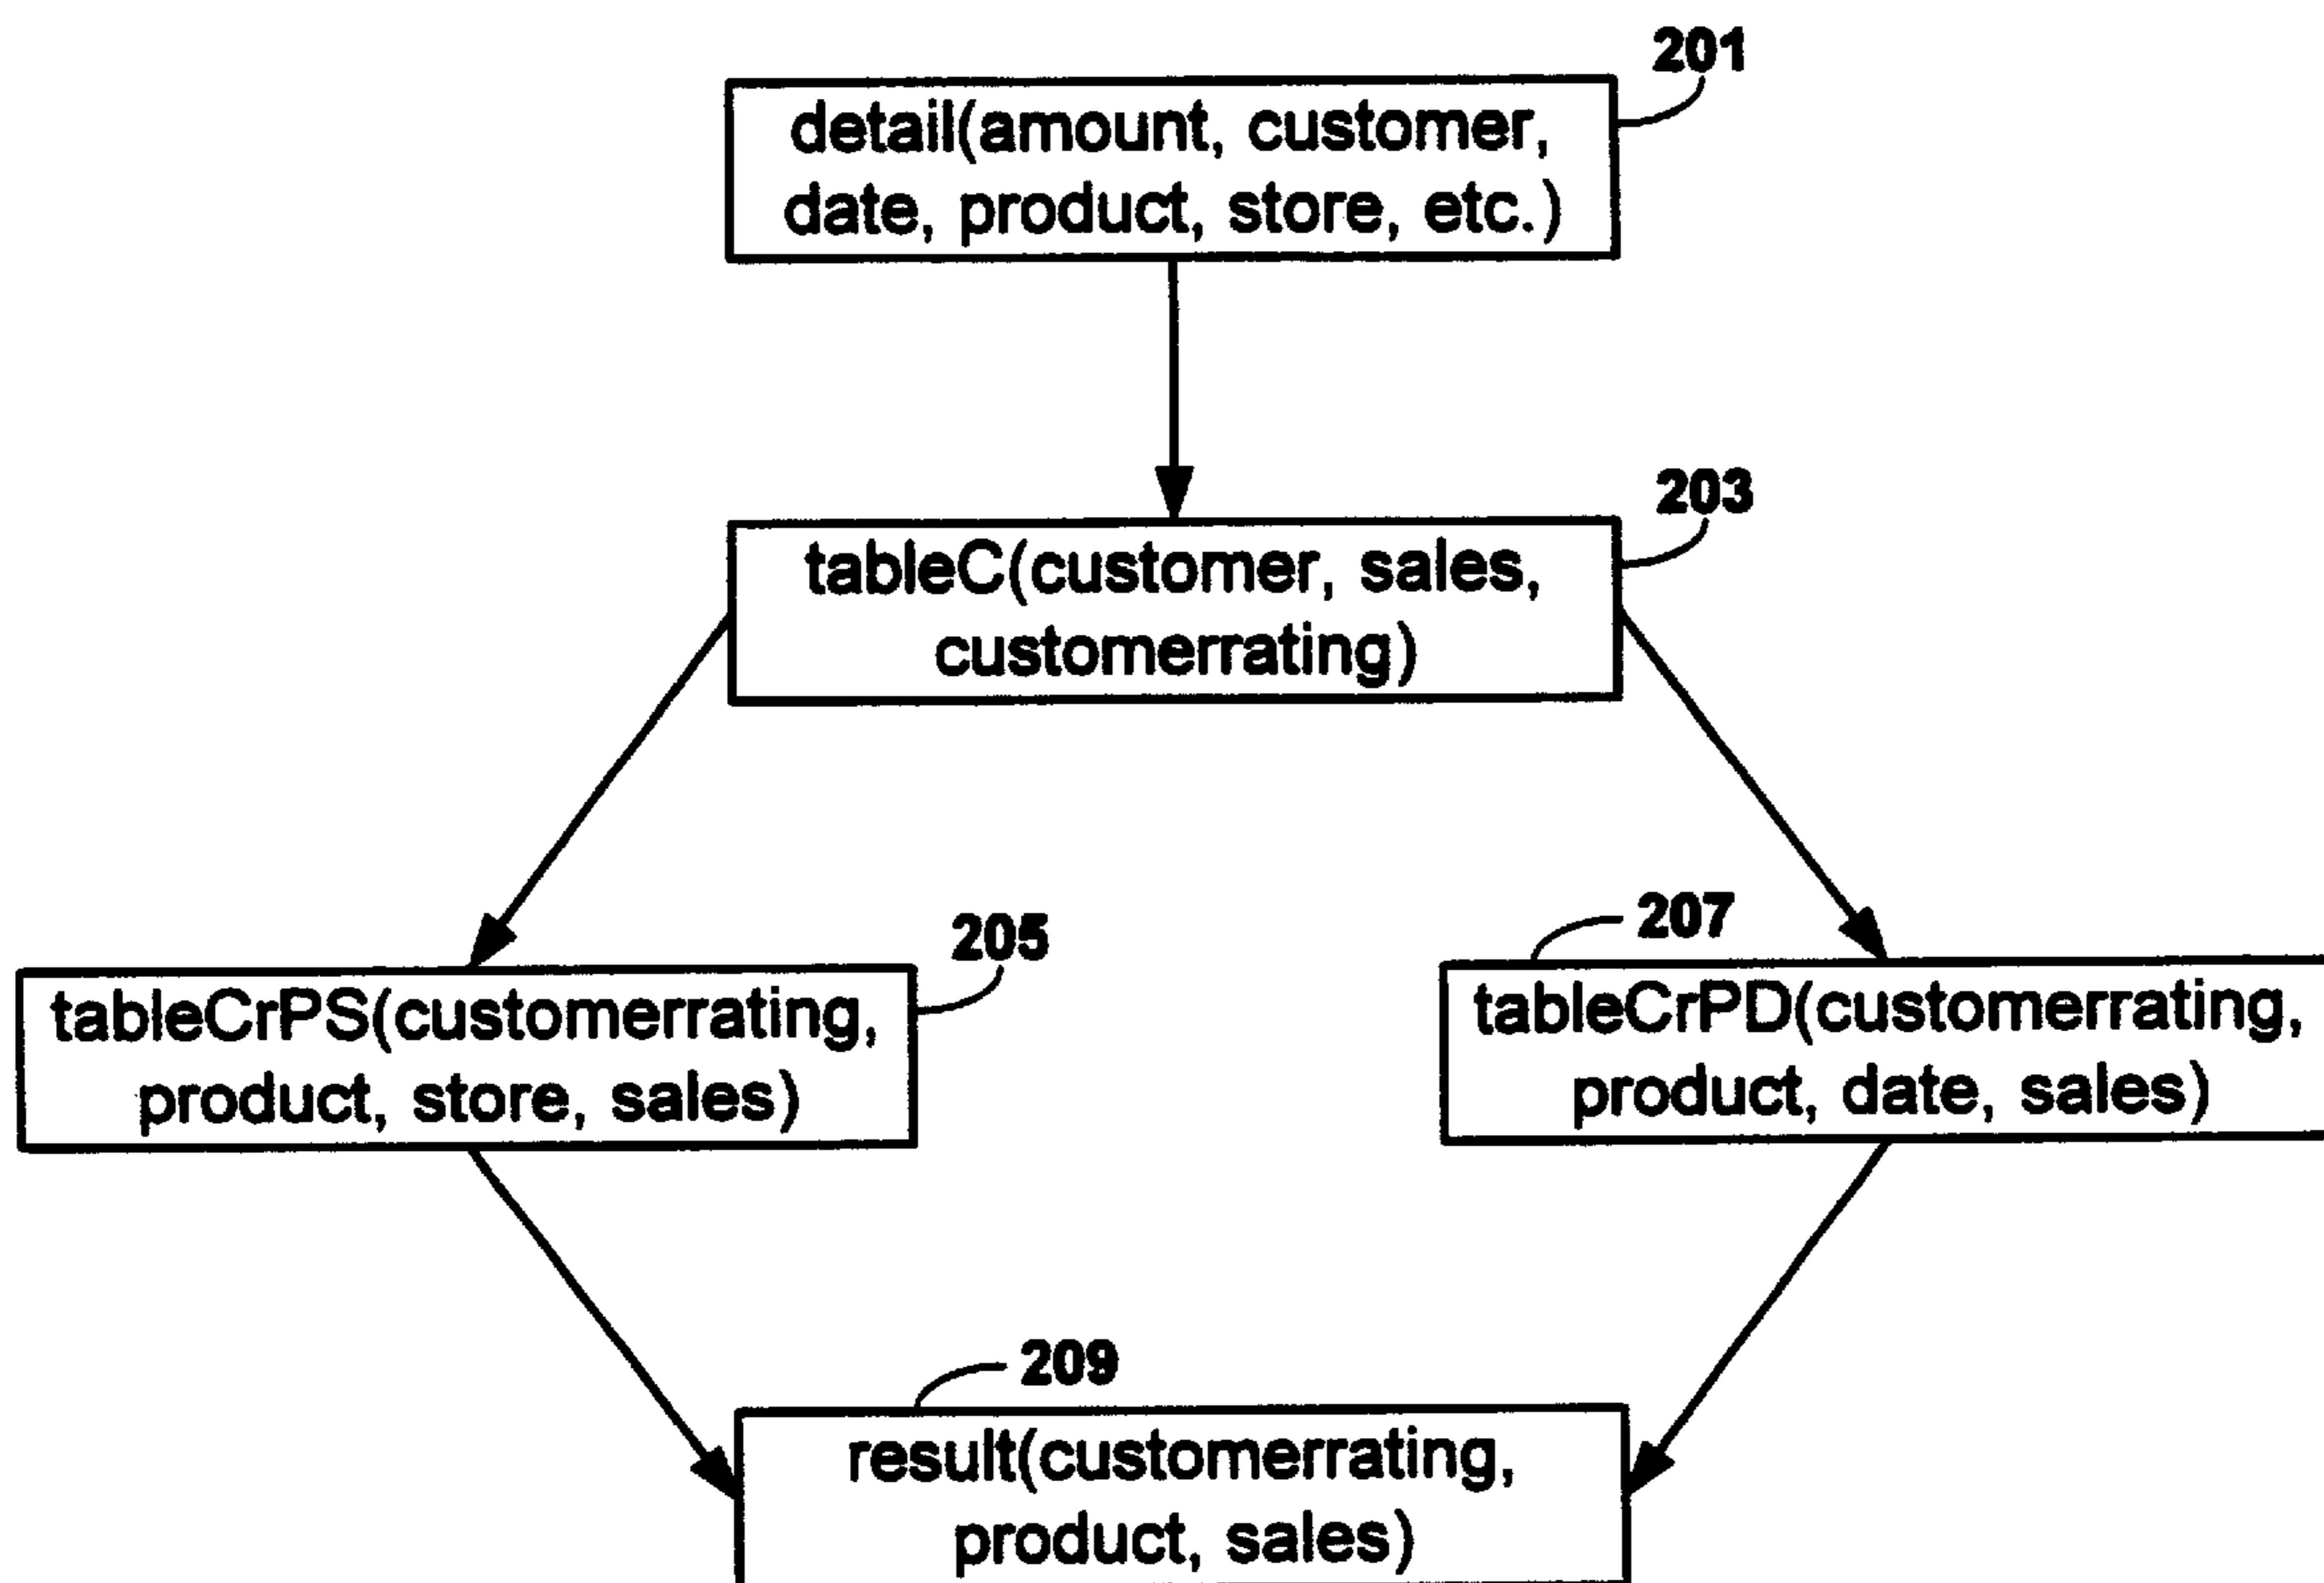 201
detail(amount, customer,
date, product, store, etc.)
203
tableC(customer, sales,
customerrating)
205
tableCrPS(customerrating,
product, store, sales)
207
tableCrPD(customerrating,
product, date, sales)
209
result(customerrating,
product, sales)